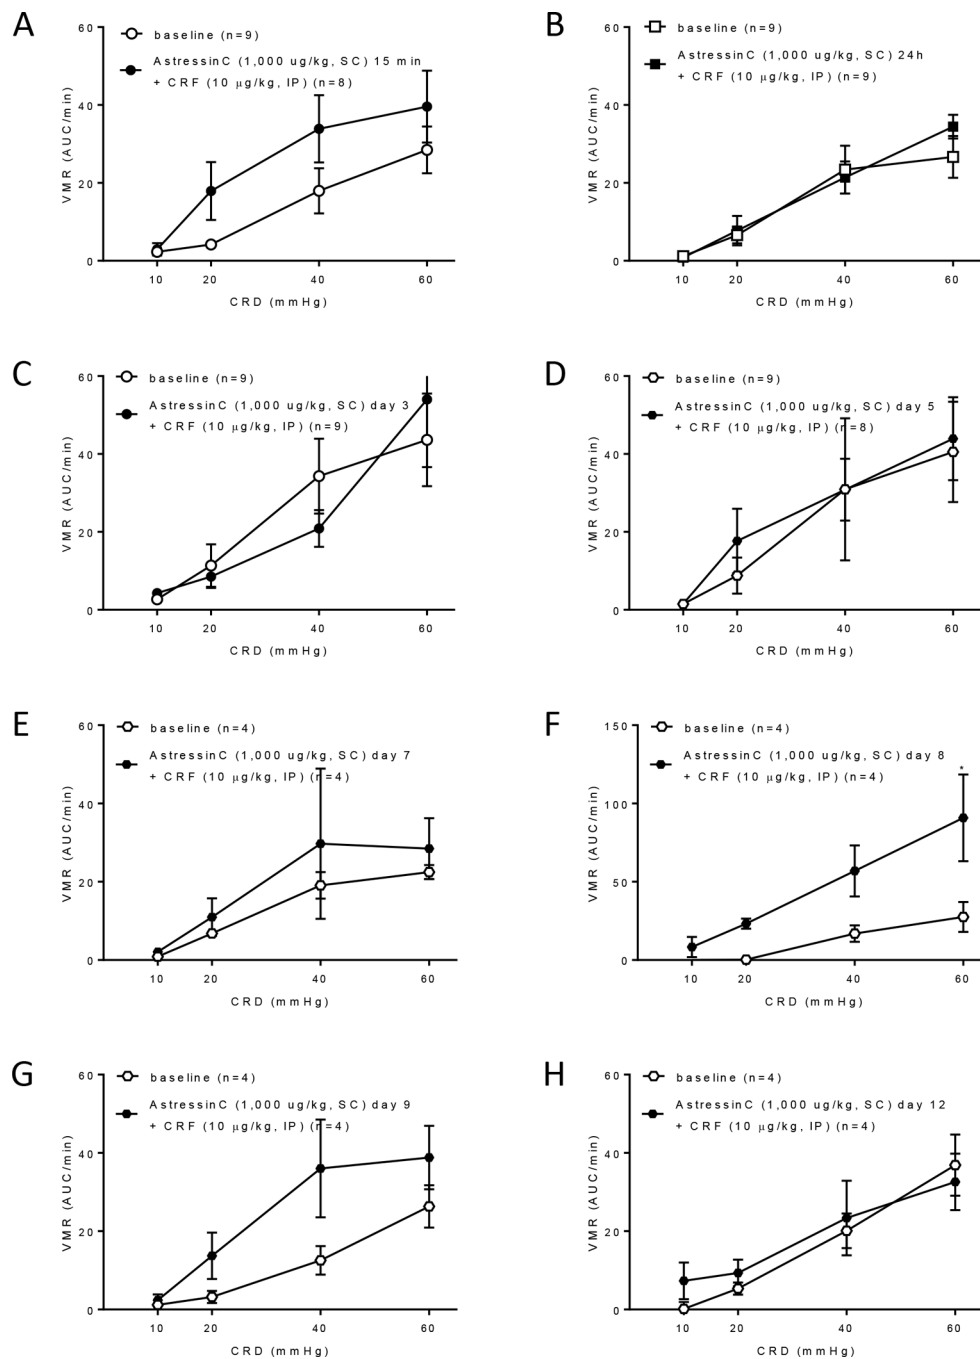 A
baseline (n=9)
AstressinC (1,000 ug/kg, SC) 15 min
+ CRF (10 μg/kg, IP) (n=8)
VMR (AUC/min)
60
40
20
0
10 20 40 60
CRD (mmHg)
B
baseline (n=9)
AstressinC (1,000 ug/kg, SC) 24h
+ CRF (10 μg/kg, IP) (n=9)
VMR (AUC/min)
60
40
20
0
10 20 40 60
CRD (mmHg)
C
baseline (n=9)
AstressinC (1,000 ug/kg, SC) day 3
+ CRF (10 μg/kg, IP) (n=9)
VMR (AUC/min)
60
40
20
0
10 20 40 60
CRD (mmHg)
D
baseline (n=9)
AstressinC (1,000 ug/kg, SC) day 5
+ CRF (10 μg/kg, IP) (n=8)
VMR (AUC/min)
60
40
20
0
10 20 40 60
CRD (mmHg)
E
baseline (n=4)
AstressinC (1,000 ug/kg, SC) day 7
+ CRF (10 μg/kg, IP) (n=4)
VMR (AUC/min)
60
40
20
0
10 20 40 60
CRD (mmHg)
F
baseline (n=4)
AstressinC (1,000 ug/kg, SC) day 8
+ CRF (10 μg/kg, IP) (n=4)
*
VMR (AUC/min)
150
100
50
0
10 20 40 60
CRD (mmHg)
G
baseline (n=4)
AstressinC (1,000 ug/kg, SC) day 9
+ CRF (10 μg/kg, IP) (n=4)
VMR (AUC/min)
60
40
20
0
10 20 40 60
CRD (mmHg)
H
baseline (n=4)
AstressinC (1,000 ug/kg, SC) day 12
+ CRF (10 μg/kg, IP) (n=4)
VMR (AUC/min)
60
40
20
0
10 20 40 60
CRD (mmHg)